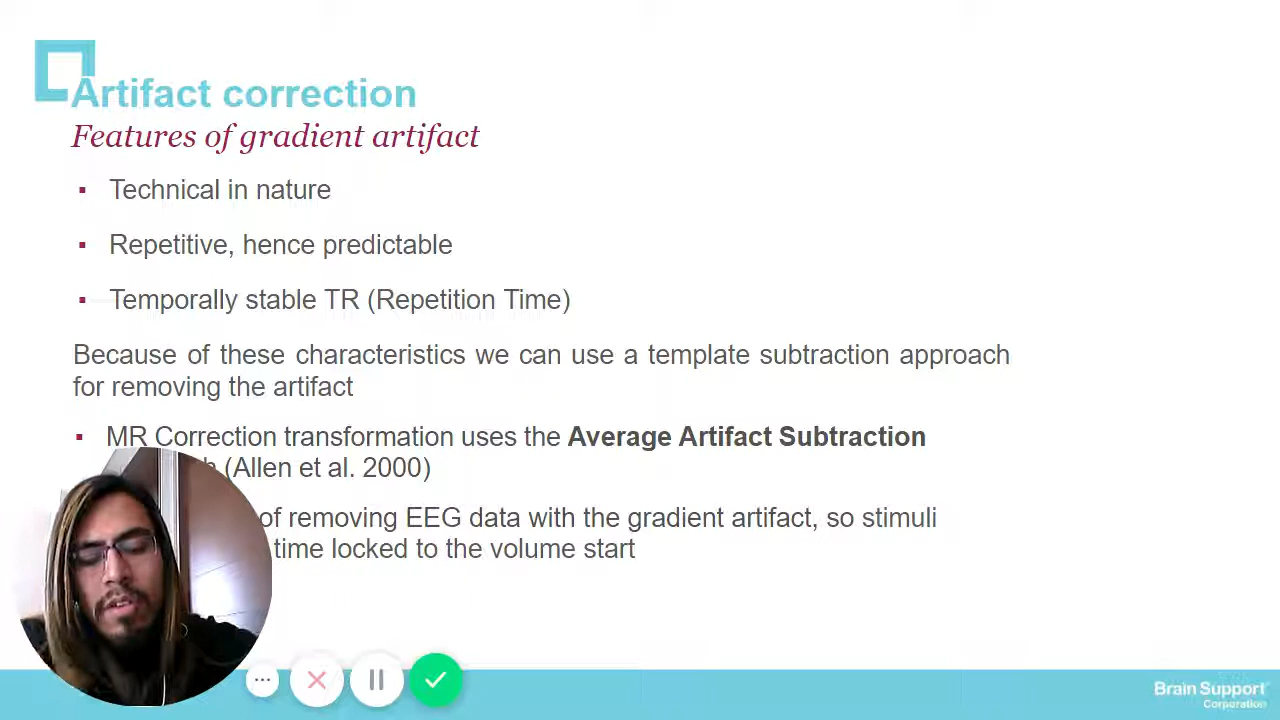 Artifact correction
Features of gradient artifact
Technical in nature
Repetitive, hence predictable
Temporally stable TR (Repetition Time)
Because of these characteristics we can use a template subtraction approach
for removing the artifact
MR Correction transformation uses the Average Artifact Subtraction
(Allen et al. 2000)
of removing EEG data with the gradient artifact, so stimuli
time locked to the volume start
Brain Support
Corporation